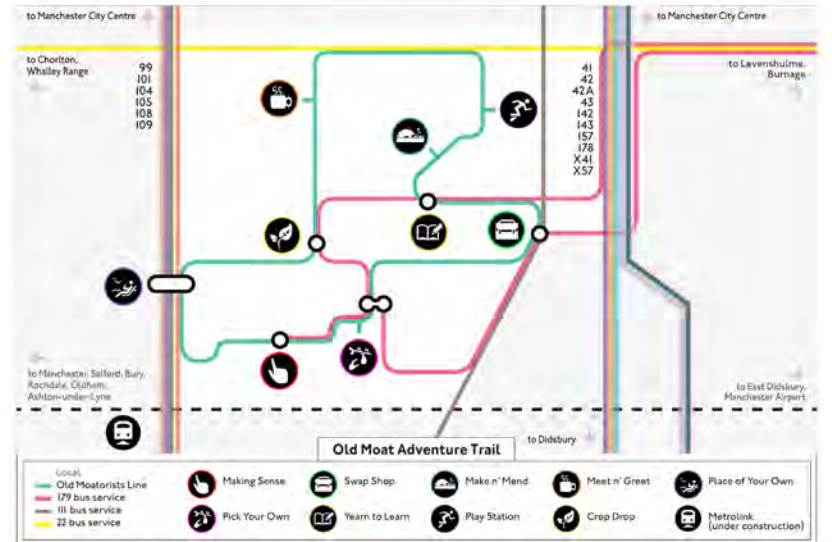 to Manchester City Centre
to Manchester City Centre
to Chorlton,
Whalley Range
99
101
104
105
108
109
41
42
42A
43
142
143
157
178
X41
X57
to Levenshulme,
Burnage
to Manchester, Salford, Bury,
Rochdale, Oldham,
Ashton-under-Lyne
to East Didsbury,
Manchester Airport
to Didsbury
Old Moat Adventure Trail
Local
Old Moatorists Line
179 bus service
111 bus service
22 bus service
Making Sense
Swap Shop
Make n' Mend
Meet n' Greet
Place of Your Own
Pick Your Own
Yearn to Learn
Play Station
Crop Drop
Metrolink
(under construction)